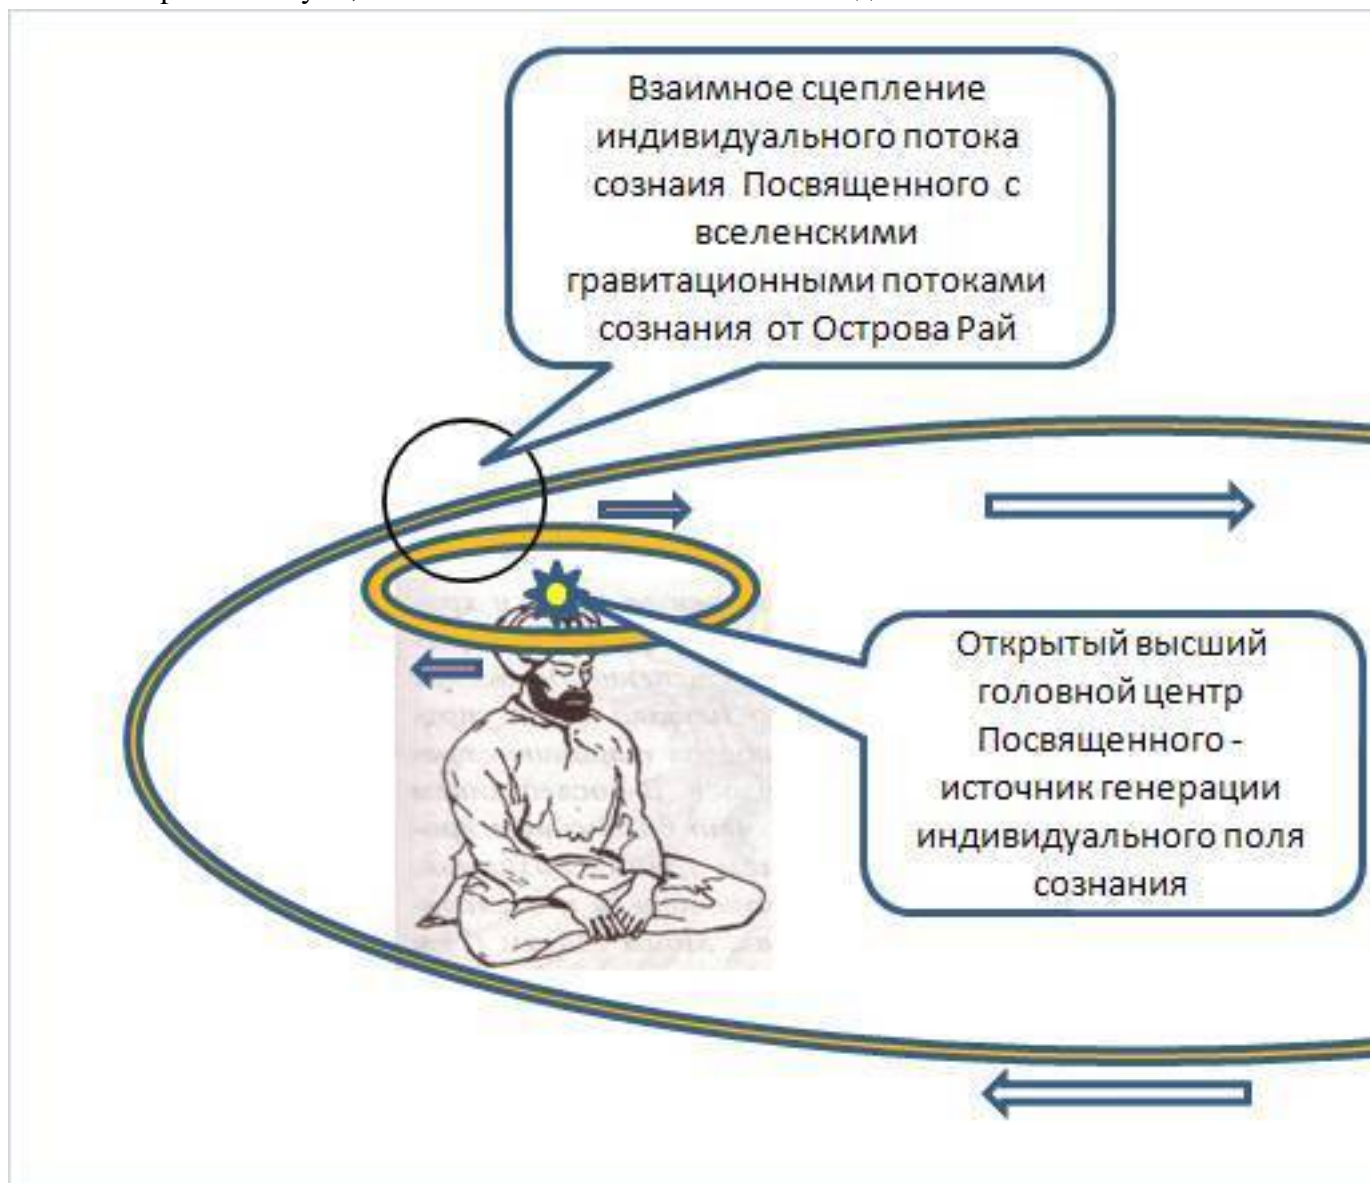 Взаимное сцепление
индивидуального потока
сознаия Посвященного с
вселенскими
гравитационными потоками
сознания от Острова Рай
Открытый высший
головной центр
Посвященного -
источник генерации
индивидуального поля
сознания